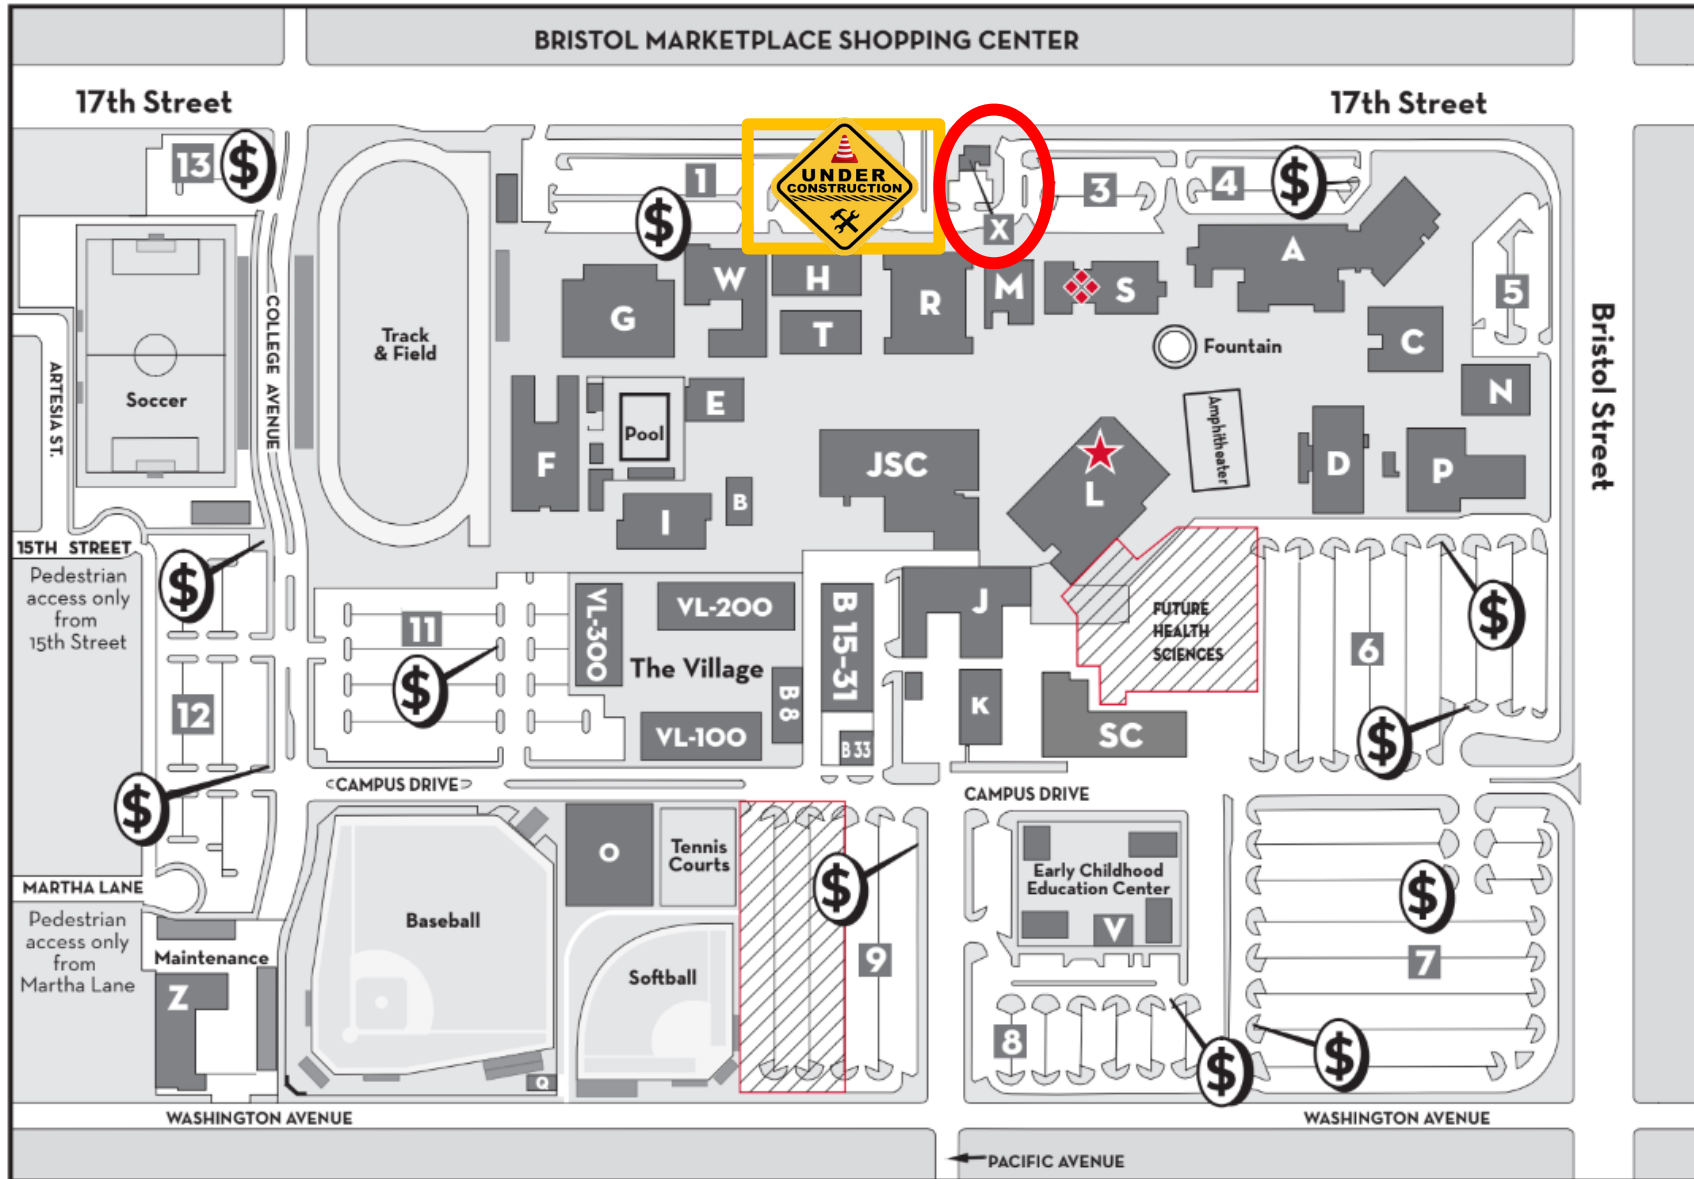 BRISTOL MARKETPLACE SHOPPING CENTER
17th Street
17th Street
13
$
1
$
UNDER
CONSTRUCTION
X
3
4
$
5
A
W
H
G
T
R
M
S
C
N
Fountain
Bristol Street
COLLEGE AVENUE
ARTESIA ST.
Track
& Field
Soccer
E
Pool
F
B
I
JSC
L
Amphitheater
D
P
15TH STREET
Pedestrian
access only
from
15th Street
$
11
$
VL-300
VL-200
The Village
B 8
VL-100
B 15-31
B 33
J
K
SC
FUTURE
HEALTH
SCIENCES
6
$
$
12
$
CAMPUS DRIVE
CAMPUS DRIVE
MARTHA LANE
Pedestrian
access only
from
Martha Lane
Maintenance
Z
Baseball
O
Tennis
Courts
Softball
Q
$
9
Early Childhood
Education Center
V
8
$
$
$
7
WASHINGTON AVENUE
WASHINGTON AVENUE
PACIFIC AVENUE